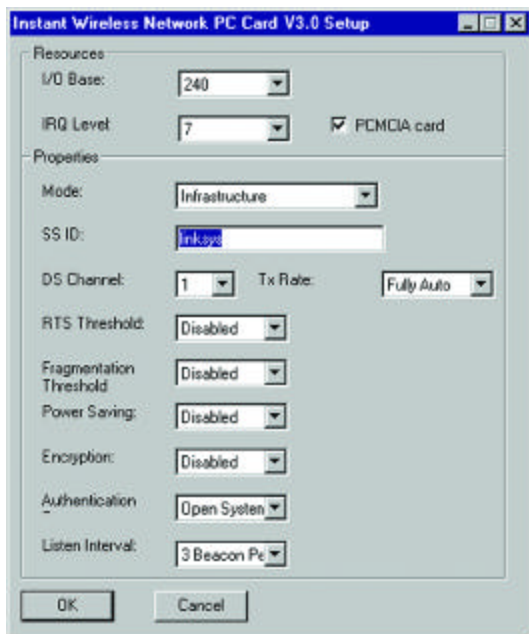 Instant Wireless Network PC Card V3.0 Setup
Resources
I/O Base: 240
IRQ Level 7 PCMCIA card
Properties
Mode: Infrastructure
SS ID: linksys
DS Channel: 1 Tx Rate: Fully Auto
RTS Threshold: Disabled
Fragmentation
Threshold Disabled
Power Saving: Disabled
Encryption: Disabled
Authentication Open System
Listen Interval: 3 Beacon Pe
OK Cancel